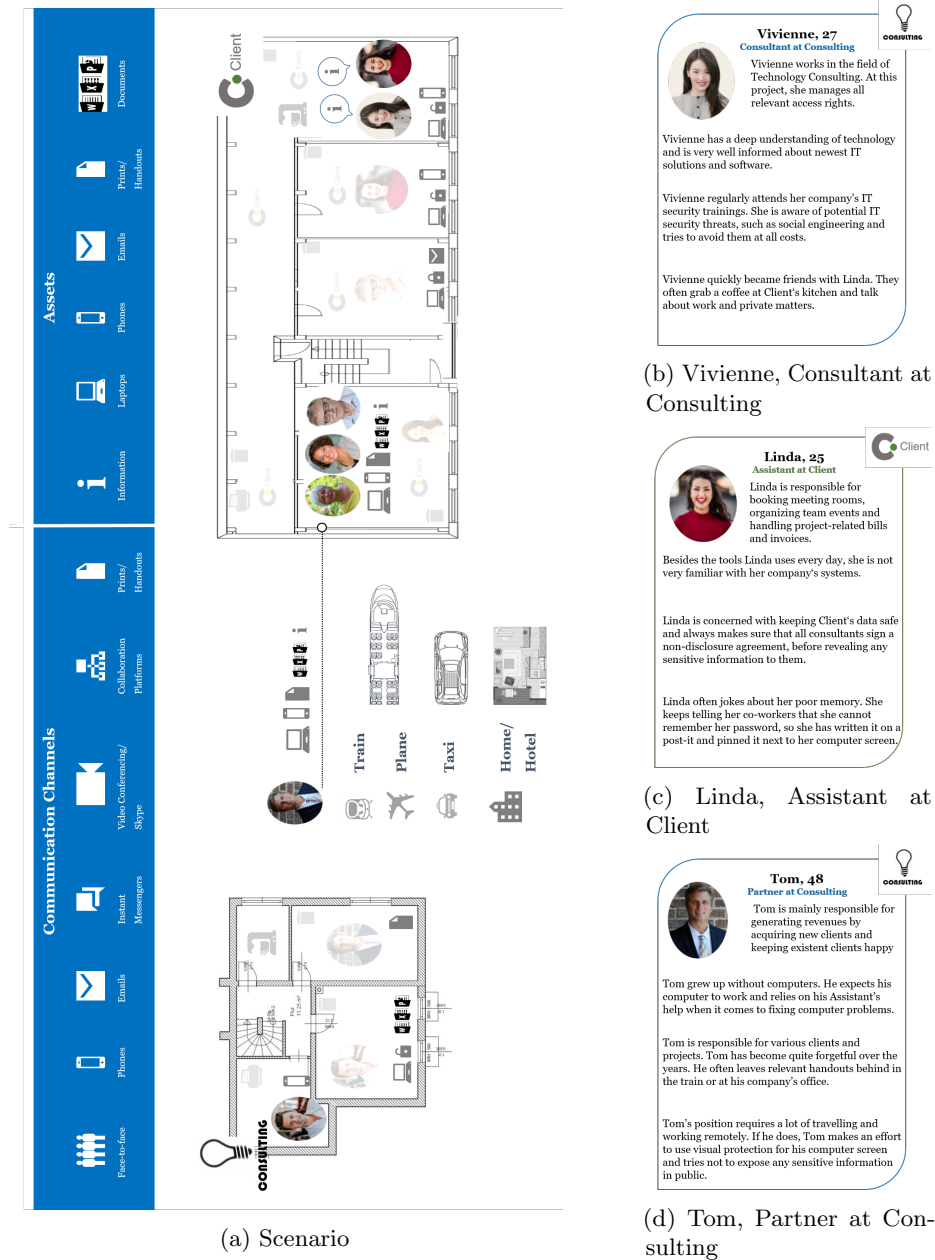 Communication Channels
Assets
Face-to-face
Phones
Emails
Instant
Messengers
Video Conferencing/
Skype
Collaboration
Platforms
Prints/
Handouts
Information
Laptops
Phones
Emails
Prints/
Handouts
Documents
W X P
Client
Client
Client
Client
Client
Client
W X P
W X P
Train
Plane
Taxi
Home/
Hotel
Flur
11.25 m²
W X P
CONSULTING
(a) Scenario
CONSULTING
Vivienne, 27
Consultant at Consulting
Vivienne works in the field of
Technology Consulting. At this
project, she manages all
relevant access rights.
Vivienne has a deep understanding of technology
and is very well informed about newest IT
solutions and software.
Vivienne regularly attends her company's IT
security trainings. She is aware of potential IT
security threats, such as social engineering and
tries to avoid them at all costs.
Vivienne quickly became friends with Linda. They
often grab a coffee at Client's kitchen and talk
about work and private matters.
(b) Vivienne, Consultant at
Consulting
Client
Linda, 25
Assistant at Client
Linda is responsible for
booking meeting rooms,
organizing team events and
handling project-related bills
and invoices.
Besides the tools Linda uses every day, she is not
very familiar with her company's systems.
Linda is concerned with keeping Client's data safe
and always makes sure that all consultants sign a
non-disclosure agreement, before revealing any
sensitive information to them.
Linda often jokes about her poor memory. She
keeps telling her co-workers that she cannot
remember her password, so she has written it on a
post-it and pinned it next to her computer screen.
(c) Linda, Assistant at
Client
CONSULTING
Tom, 48
Partner at Consulting
Tom is mainly responsible for
generating revenues by
acquiring new clients and
keeping existent clients happy
Tom grew up without computers. He expects his
computer to work and relies on his Assistant's
help when it comes to fixing computer problems.
Tom is responsible for various clients and
projects. Tom has become quite forgetful over the
years. He often leaves relevant handouts behind in
the train or at his company's office.
Tom's position requires a lot of travelling and
working remotely. If he does, Tom makes an effort
to use visual protection for his computer screen
and tries not to expose any sensitive information
in public.
(d) Tom, Partner at Con-
sulting